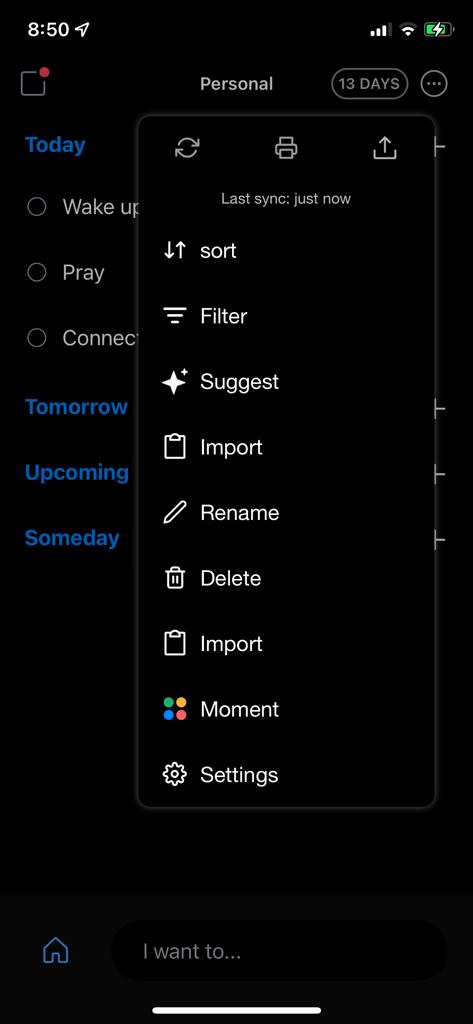 8:50
Personal
13 DAYS
Today
Last sync: just now
Wake up
sort
Pray
Filter
Connec
Suggest
Tomorrow
Import
Upcoming
Rename
Someday
Delete
Import
Moment
Settings
I want to...